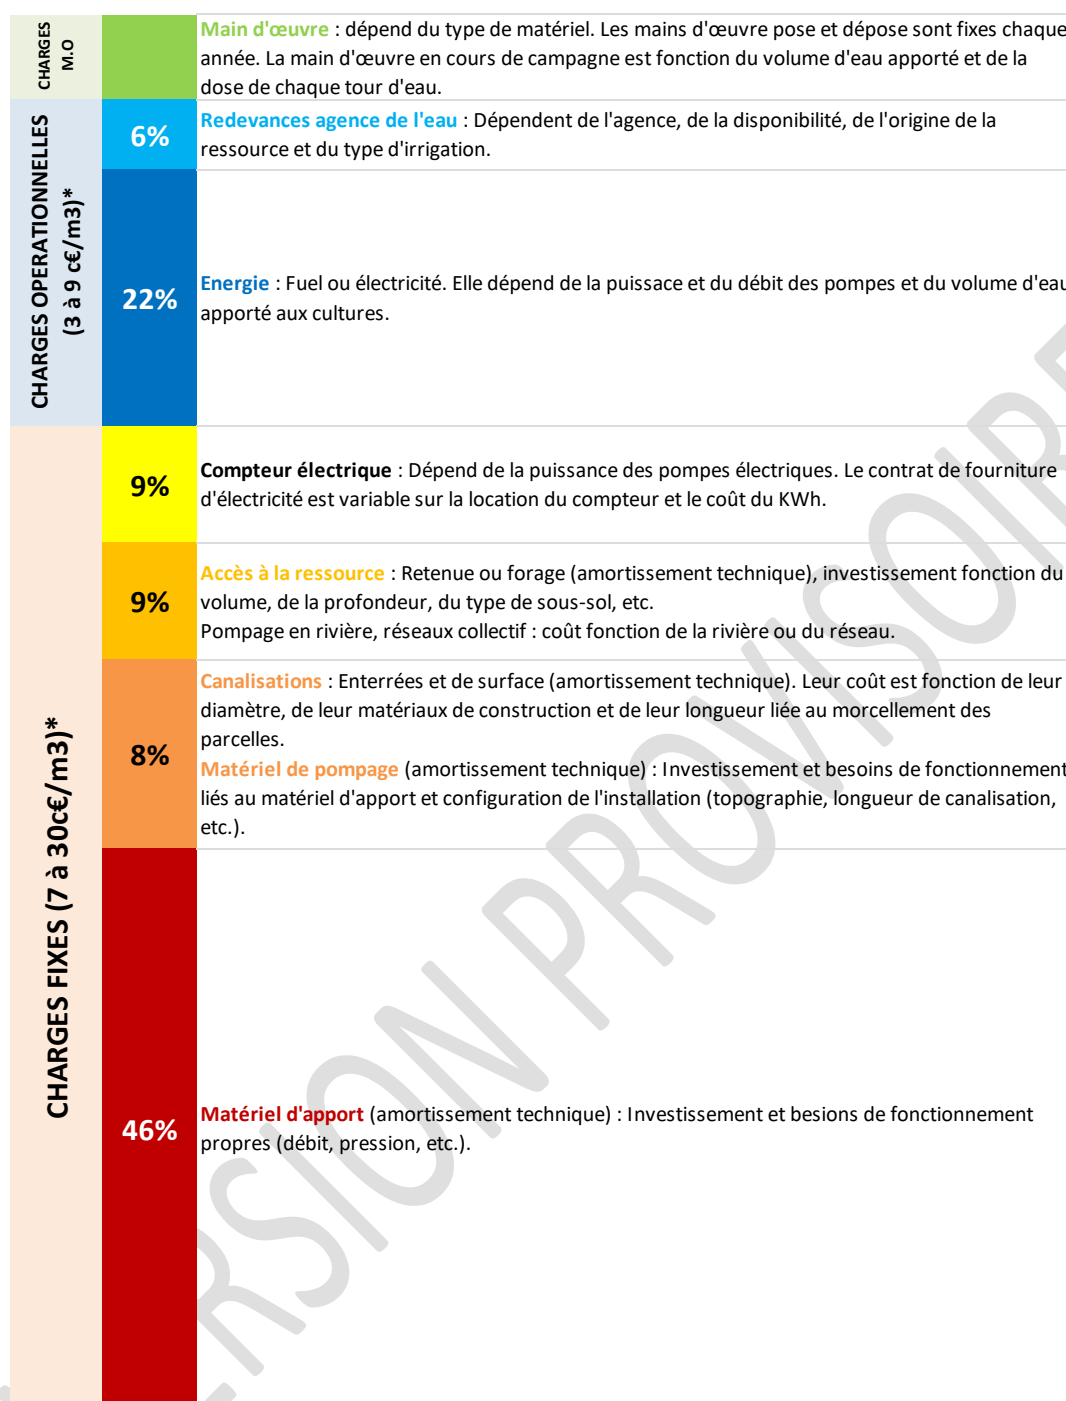 CHARGES
M.O
Main d'œuvre : dépend du type de matériel. Les mains d'œuvre pose et dépose sont fixes chaque
année. La main d'œuvre en cours de campagne est fonction du volume d'eau apporté et de la
dose de chaque tour d'eau.
CHARGES OPERATIONNELLES
(3 à 9 c€/m3)*
6%
Redevances agence de l'eau : Dépendent de l'agence, de la disponibilité, de l'origine de la
ressource et du type d'irrigation.
22%
Energie : Fuel ou électricité. Elle dépend de la puissace et du débit des pompes et du volume d'eau
apporté aux cultures.
CHARGES FIXES (7 à 30c€/m3)*
9%
Compteur électrique : Dépend de la puissance des pompes électriques. Le contrat de fourniture
d'électricité est variable sur la location du compteur et le coût du KWh.
9%
Accès à la ressource : Retenue ou forage (amortissement technique), investissement fonction du
volume, de la profondeur, du type de sous-sol, etc.
Pompage en rivière, réseaux collectif : coût fonction de la rivière ou du réseau.
8%
Canalisations : Enterrées et de surface (amortissement technique). Leur coût est fonction de leur
diamètre, de leur matériaux de construction et de leur longueur liée au morcellement des
parcelles.
Matériel de pompage (amortissement technique) : Investissement et besoins de fonctionnement
liés au matériel d'apport et configuration de l'installation (topographie, longueur de canalisation,
etc.).
46%
Matériel d'apport (amortissement technique) : Investissement et besions de fonctionnement
propres (débit, pression, etc.).
VERSION PROVISOIRE